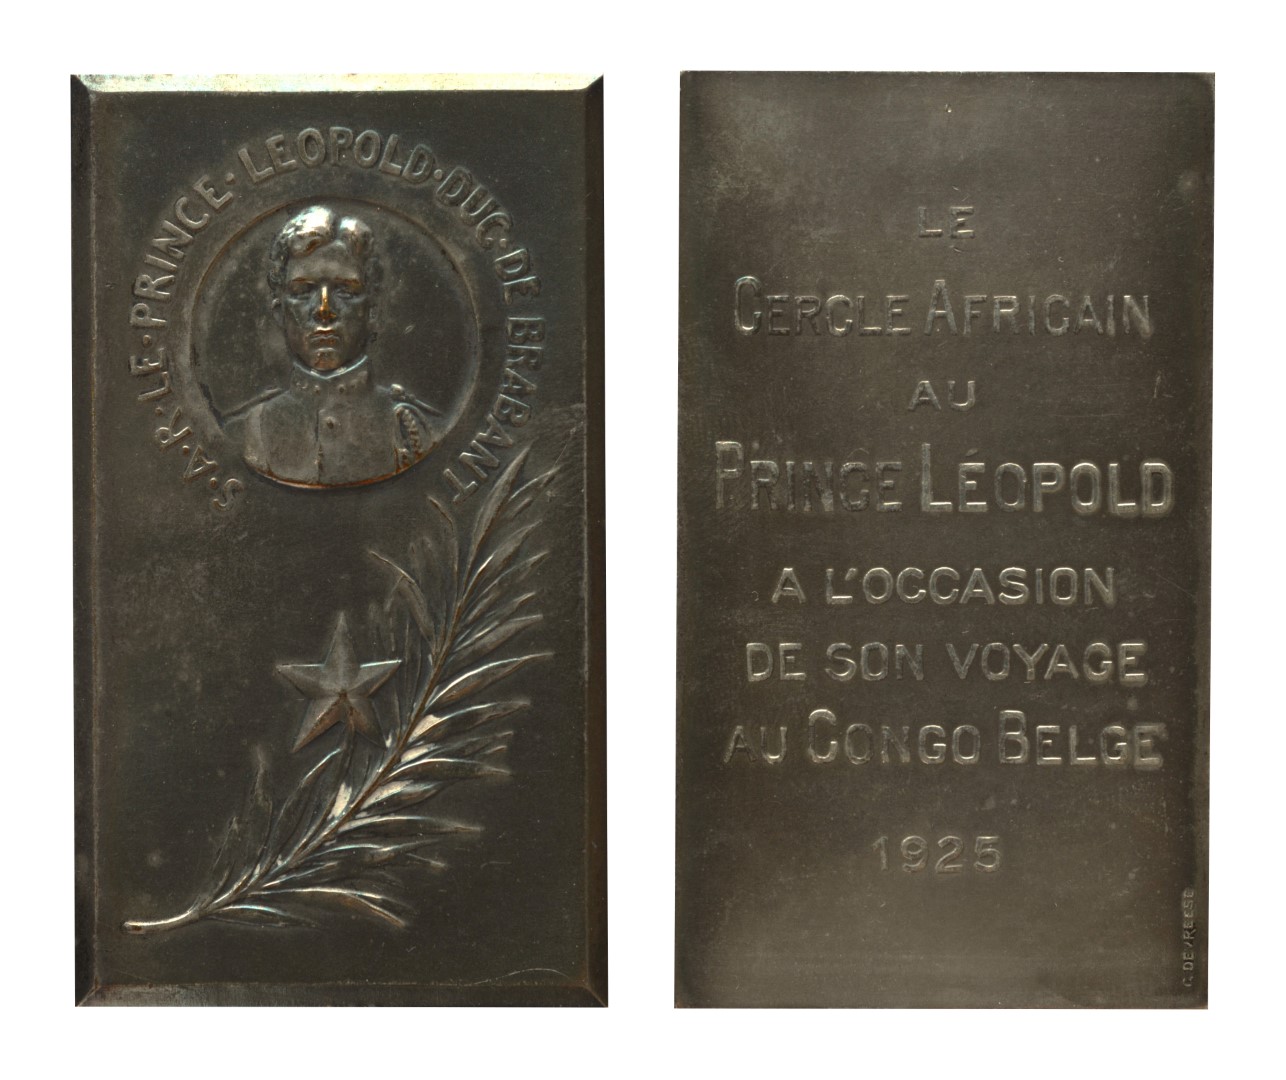 S.A.R. LE·PRINCE·LEOPOLD·DUC·DE BRABANT
LE
CERCLE AFRICAIN
AU
PRINCE LÉOPOLD
A L'OCCASION
DE SON VOYAGE
AU CONGO BELGE
1925
G. DEVREESE